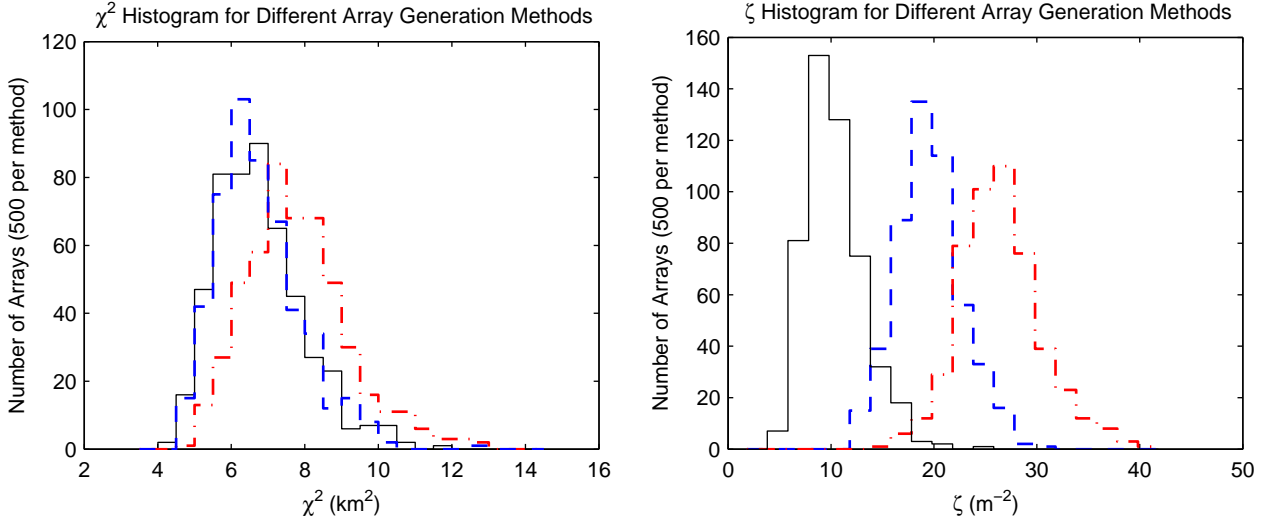 χ² Histogram for Different Array Generation Methods
120
100
80
60
40
20
0
Number of Arrays (500 per method)
2 4 6 8 10 12 14 16
χ² (km²)
ζ Histogram for Different Array Generation Methods
160
140
120
100
80
60
40
20
0
Number of Arrays (500 per method)
0 10 20 30 40 50
ζ (m⁻²)